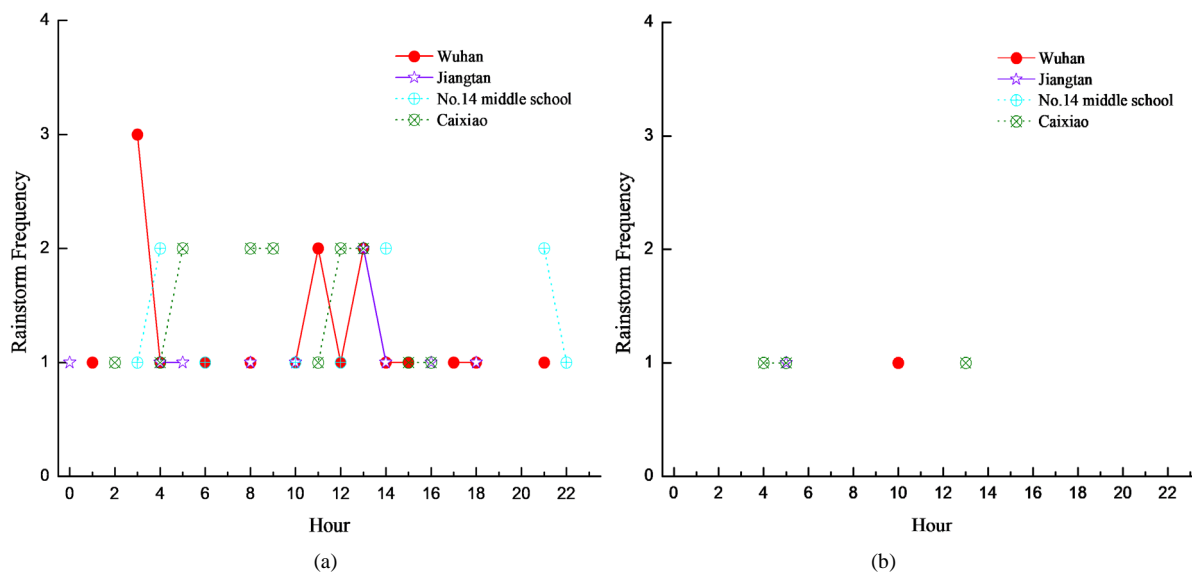 4
3
2
1
0
Rainstorm Frequency
Wuhan
Jiangtan
No.14 middle school
Caixiao
0 2 4 6 8 10 12 14 16 18 20 22
Hour
(a)
4
3
2
1
0
Rainstorm Frequency
Wuhan
Jiangtan
No.14 middle school
Caixiao
0 2 4 6 8 10 12 14 16 18 20 22
Hour
(b)